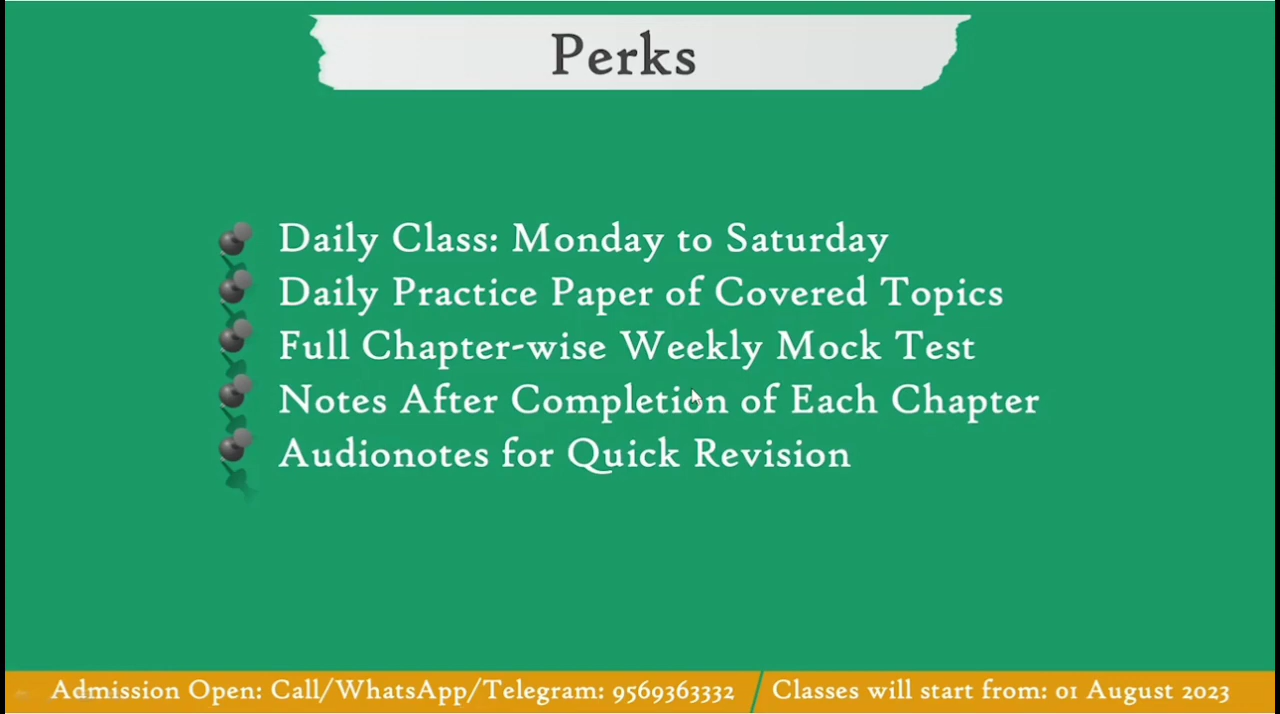 Perks
Daily Class: Monday to Saturday
Daily Practice Paper of Covered Topics
Full Chapter-wise Weekly Mock Test
Notes After Completion of Each Chapter
Audionotes for Quick Revision
Admission Open: Call/WhatsApp/Telegram: 9569363332 / Classes will start from: 01 August 2023